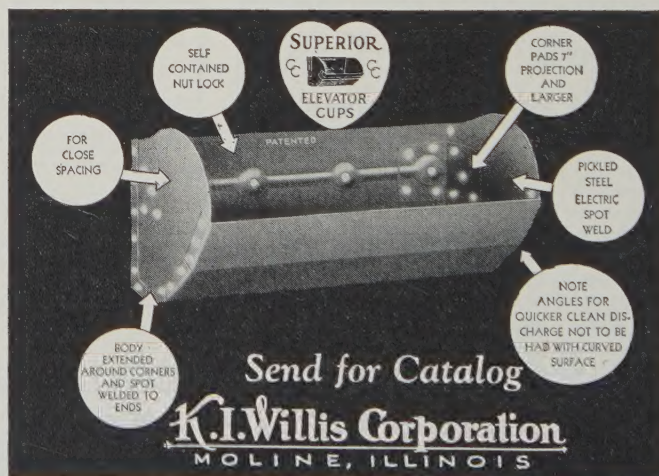 SELF
CONTAINED
NUT LOCK
SUPERIOR
CC CC
ELEVATOR
CUPS
CORNER
PADS 7"
PROJECTION
AND
LARGER
FOR
CLOSE
SPACING
PATENTED
PICKLED
STEEL
ELECTRIC
SPOT
WELD
BODY
EXTENDED
AROUND CORNERS
AND SPOT
WELDED TO
ENDS
NOTE
ANGLES FOR
QUICKER CLEAN DIS-
CHARGE NOT TO BE
HAD WITH CURVED
SURFACE
Send for Catalog
K.I.Willis Corporation
MOLINE, ILLINOIS